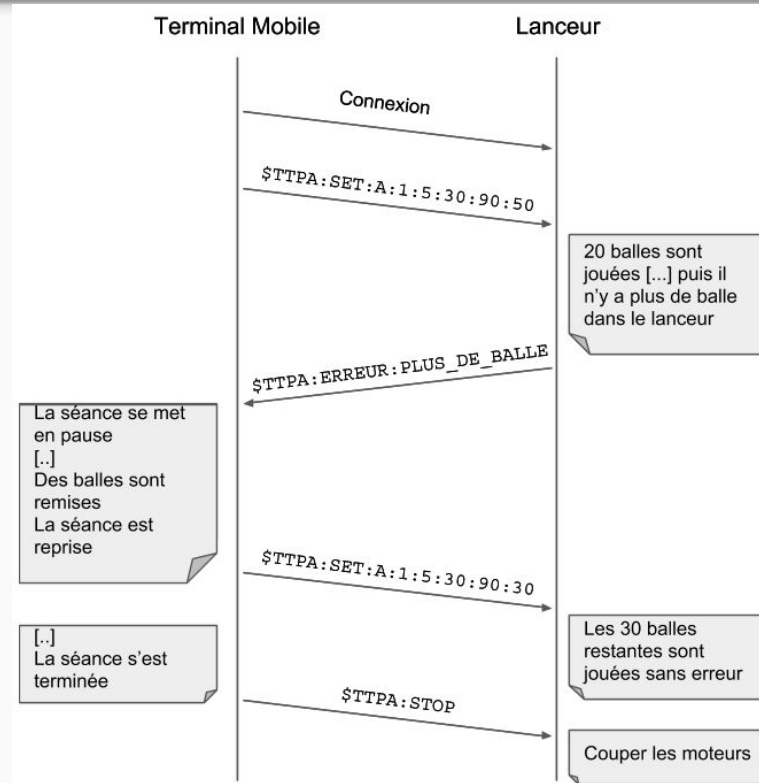 Terminal Mobile
Lanceur
Connexion
$TTPA:SET:A:1:5:30:90:50
20 balles sont
jouées [...] puis il
n'y a plus de balle
dans le lanceur
$TTPA:ERREUR:PLUS_DE_BALLE
La séance se met
en pause
[..]
Des balles sont
remises
La séance est
reprise
$TTPA:SET:A:1:5:30:90:30
Les 30 balles
restantes sont
jouées sans erreur
[..]
La séance s'est
terminée
$TTPA:STOP
Couper les moteurs